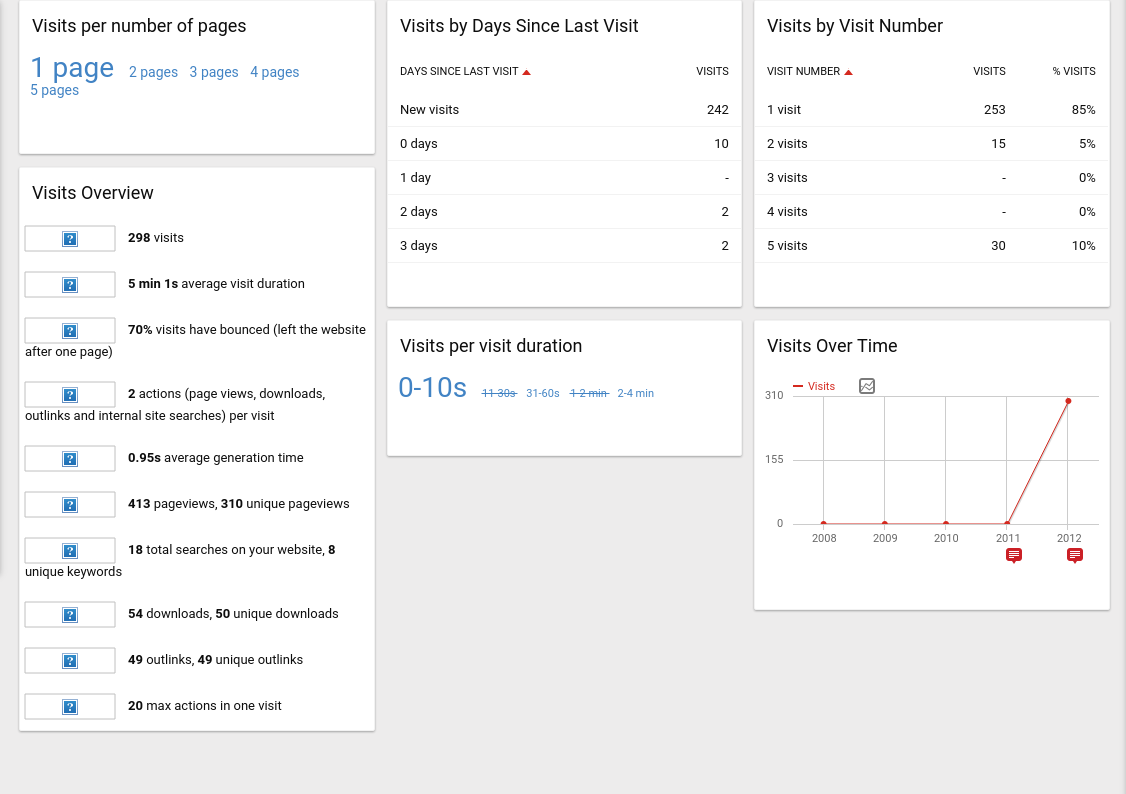 Visits per number of pages
1 page 2 pages 3 pages 4 pages
5 pages
Visits Overview
298 visits
5 min 1s average visit duration
70% visits have bounced (left the website
after one page)
2 actions (page views, downloads,
outlinks and internal site searches) per visit
0.95s average generation time
413 pageviews, 310 unique pageviews
18 total searches on your website, 8
unique keywords
54 downloads, 50 unique downloads
49 outlinks, 49 unique outlinks
20 max actions in one visit
Visits by Days Since Last Visit
DAYS SINCE LAST VISIT VISITS
New visits 242
0 days 10
1 day -
2 days 2
3 days 2
Visits per visit duration
0-10s 11-30s 31-60s 1-2 min 2-4 min
Visits by Visit Number
VISIT NUMBER VISITS % VISITS
1 visit 253 85%
2 visits 15 5%
3 visits - 0%
4 visits - 0%
5 visits 30 10%
Visits Over Time
Visits
310
155
0
2008 2009 2010 2011 2012